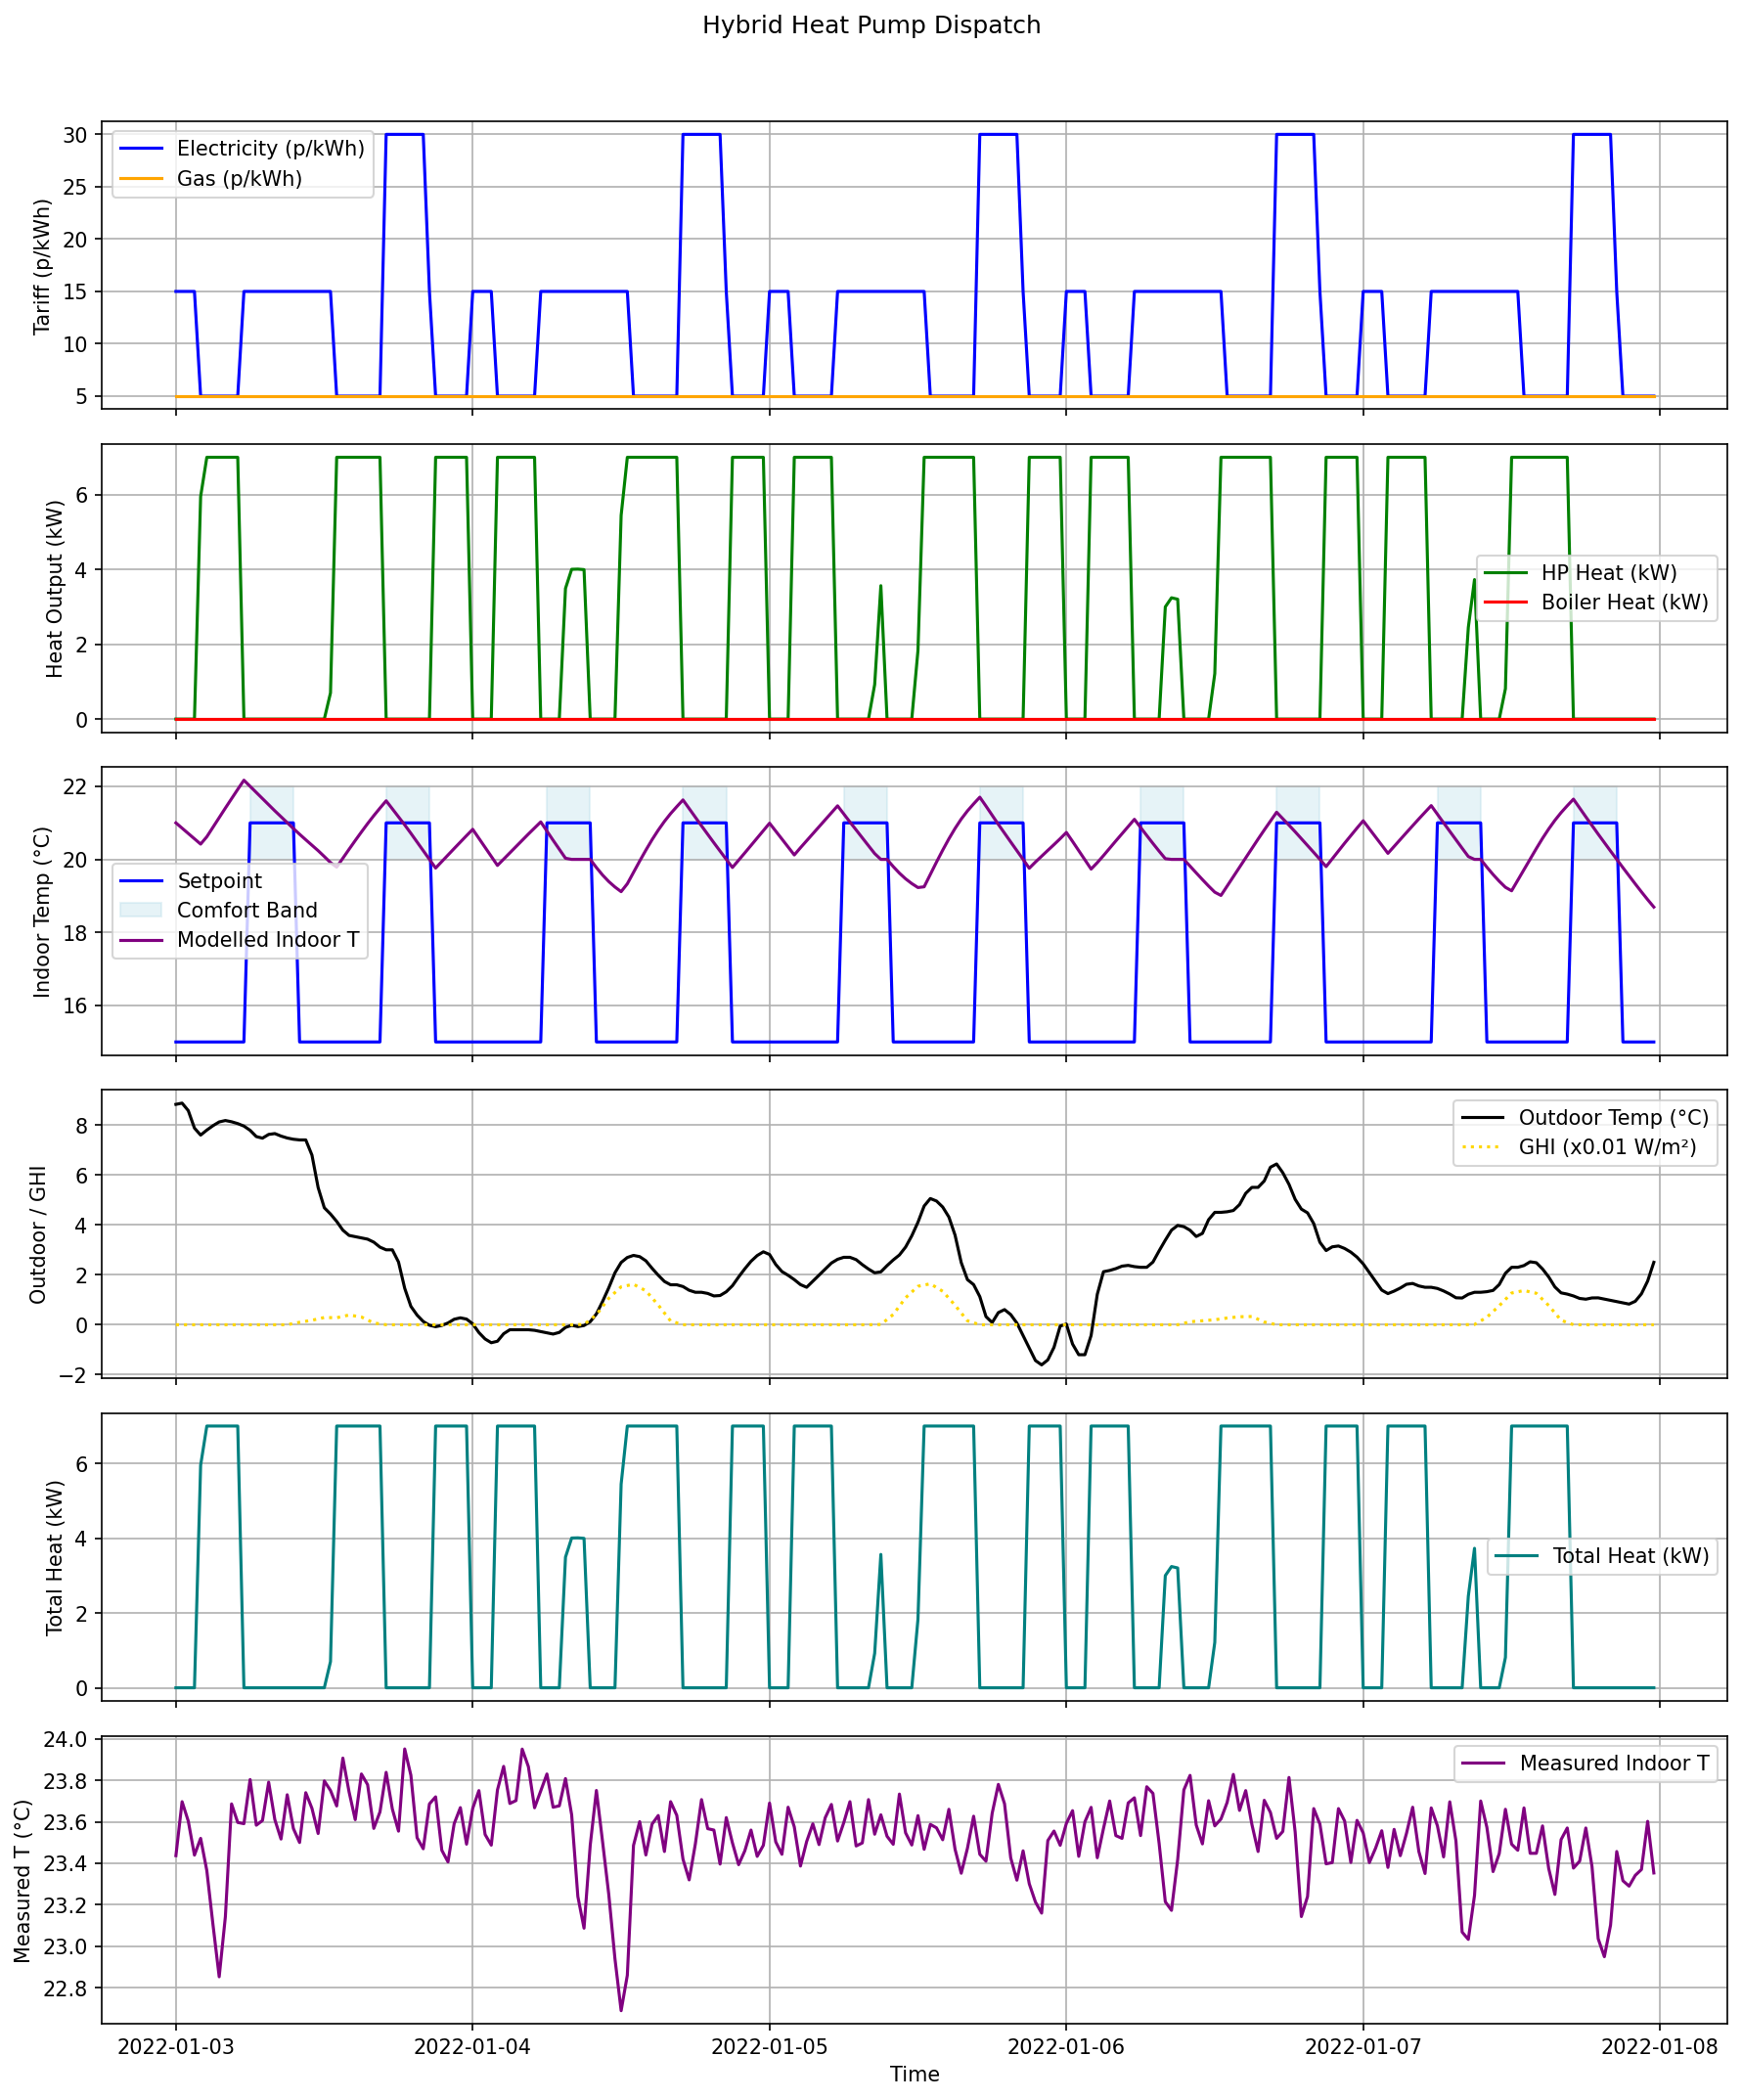 Hybrid Heat Pump Dispatch
Tariff (p/kWh)
30
25
20
15
10
5
Electricity (p/kWh)
Gas (p/kWh)
Heat Output (kW)
6
4
2
0
HP Heat (kW)
Boiler Heat (kW)
Indoor Temp (°C)
22
20
18
16
Setpoint
Comfort Band
Modelled Indoor T
Outdoor / GHI
8
6
4
2
0
−2
Outdoor Temp (°C)
GHI (x0.01 W/m²)
Total Heat (kW)
6
4
2
0
Total Heat (kW)
Measured T (°C)
24.0
23.8
23.6
23.4
23.2
23.0
22.8
Measured Indoor T
2022-01-03
2022-01-04
2022-01-05
2022-01-06
2022-01-07
2022-01-08
Time